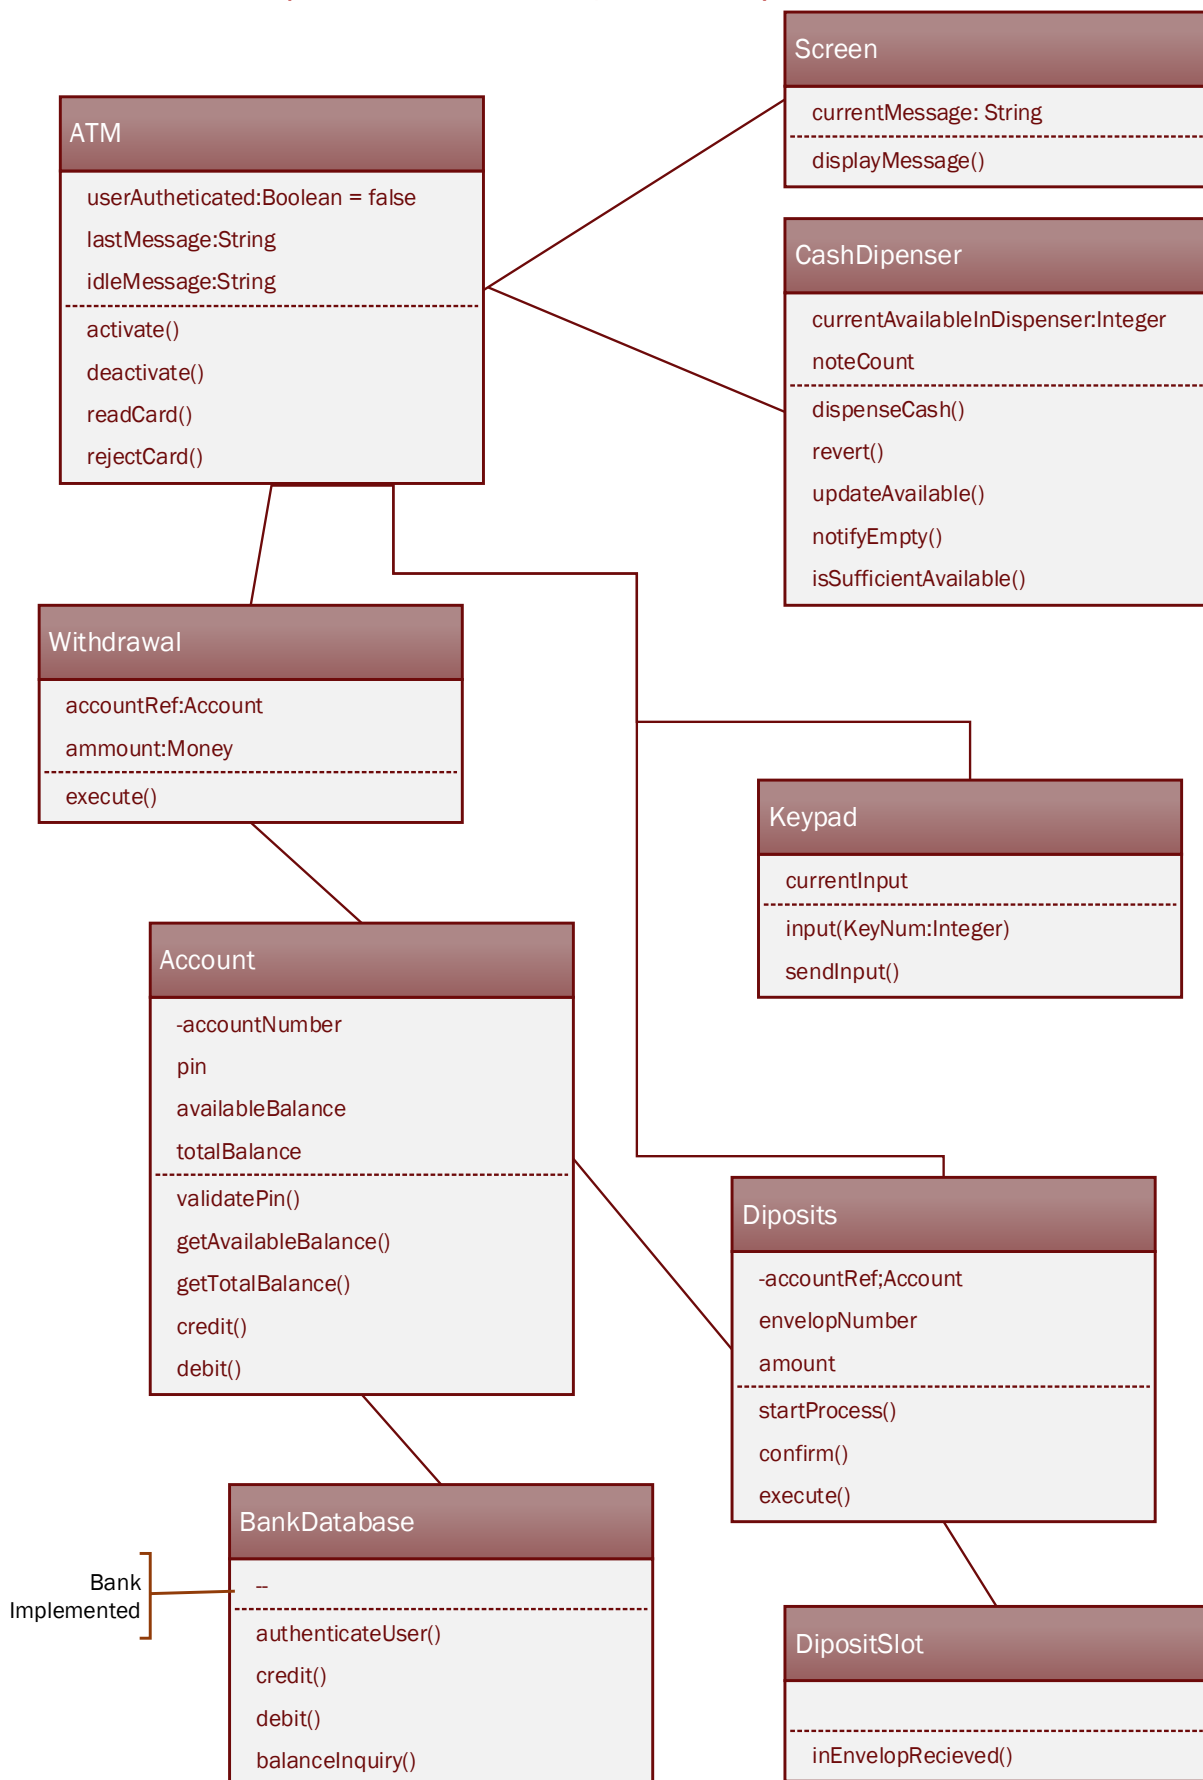 Screen
currentMessage: String
displayMessage()
ATM
userAutheticated:Boolean = false
lastMessage:String
idleMessage:String
activate()
deactivate()
readCard()
rejectCard()
CashDipenser
currentAvailableInDispenser:Integer
noteCount
dispenseCash()
revert()
updateAvailable()
notifyEmpty()
isSufficientAvailable()
Withdrawal
accountRef:Account
ammount:Money
execute()
Keypad
currentInput
input(KeyNum:Integer)
sendInput()
Account
-accountNumber
pin
availableBalance
totalBalance
validatePin()
getAvailableBalance()
getTotalBalance()
credit()
debit()
Diposits
-accountRef;Account
envelopNumber
amount
startProcess()
confirm()
execute()
BankDatabase
--
authenticateUser()
credit()
debit()
balanceInquiry()
Bank
Implemented
DipositSlot
inEnvelopRecieved()